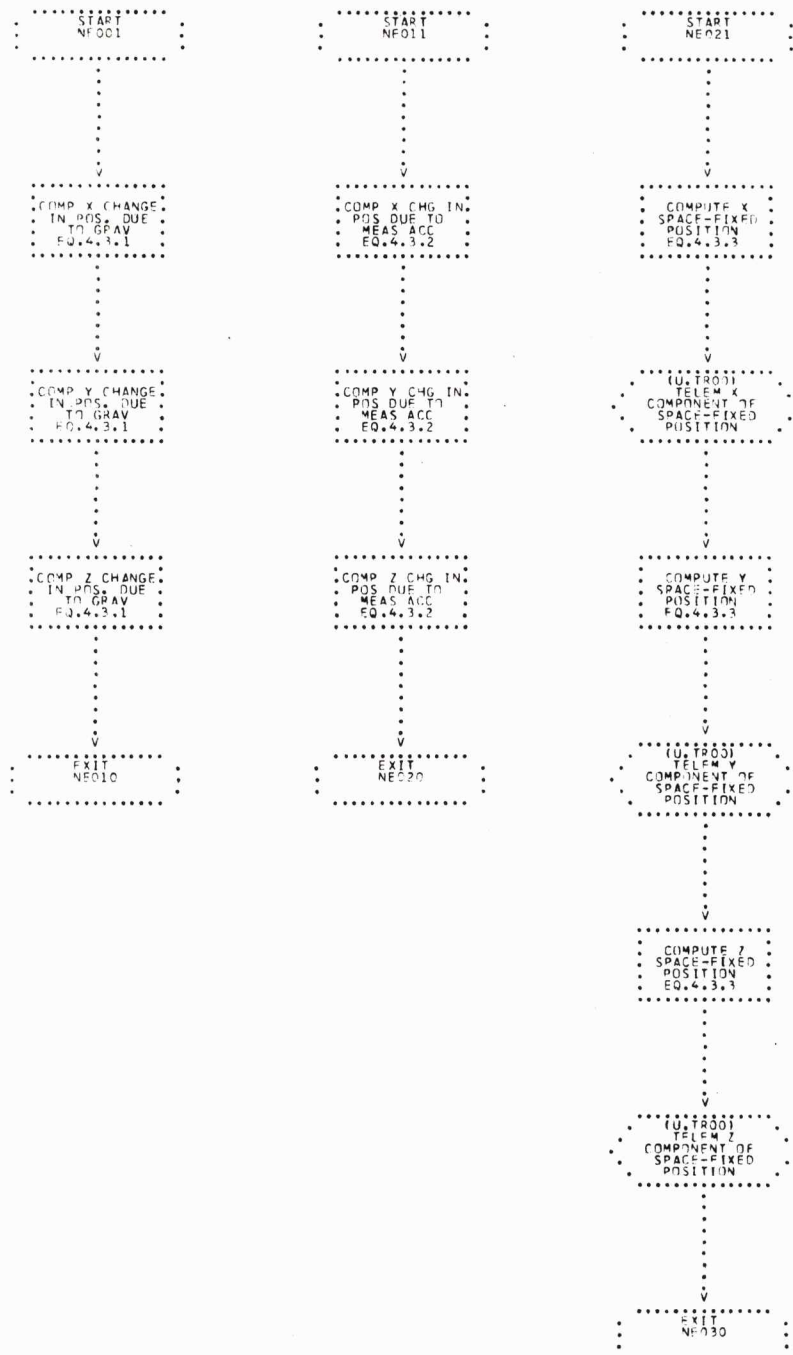 START
NE001
COMP X CHANGE
IN POS. DUE
TO GRAV
EQ.4.3.1
COMP Y CHANGE
IN POS. DUE
TO GRAV
EQ.4.3.1
COMP Z CHANGE
IN POS. DUE
TO GRAV
EQ.4.3.1
EXIT
NE010
START
NE011
COMP X CHG IN
POS DUE TO
MEAS ACC
EQ.4.3.2
COMP Y CHG IN
POS DUE TO
MEAS ACC
EQ.4.3.2
COMP Z CHG IN
POS DUE TO
MEAS ACC
EQ.4.3.2
EXIT
NE020
START
NE021
COMPUTE X
SPACE-FIXED
POSITION
EQ.4.3.3
(U.TR00)
TELEM X
COMPONENT OF
SPACE-FIXED
POSITION
COMPUTE Y
SPACE-FIXED
POSITION
EQ.4.3.3
(U.TR00)
TELEM Y
COMPONENT OF
SPACE-FIXED
POSITION
COMPUTE Z
SPACE-FIXED
POSITION
EQ.4.3.3
(U.TR00)
TELEM Z
COMPONENT OF
SPACE-FIXED
POSITION
EXIT
NE030